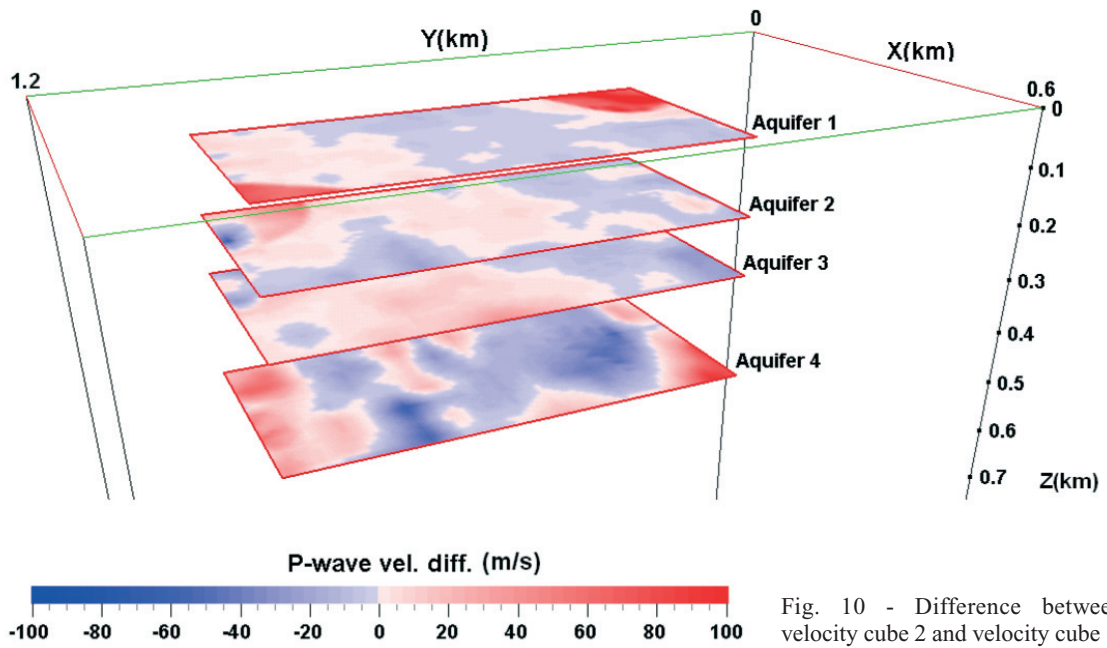 0
Y(km)
X(km)
1.2
0.6
0
Aquifer 1
0.1
Aquifer 2
0.2
Aquifer 3
0.3
0.4
Aquifer 4
0.5
0.6
0.7
Z(km)
P-wave vel. diff. (m/s)
-100 -80 -60 -40 -20 0 20 40 60 80 100
Fig. 10 - Difference
velocity cube 2 and velocity cube